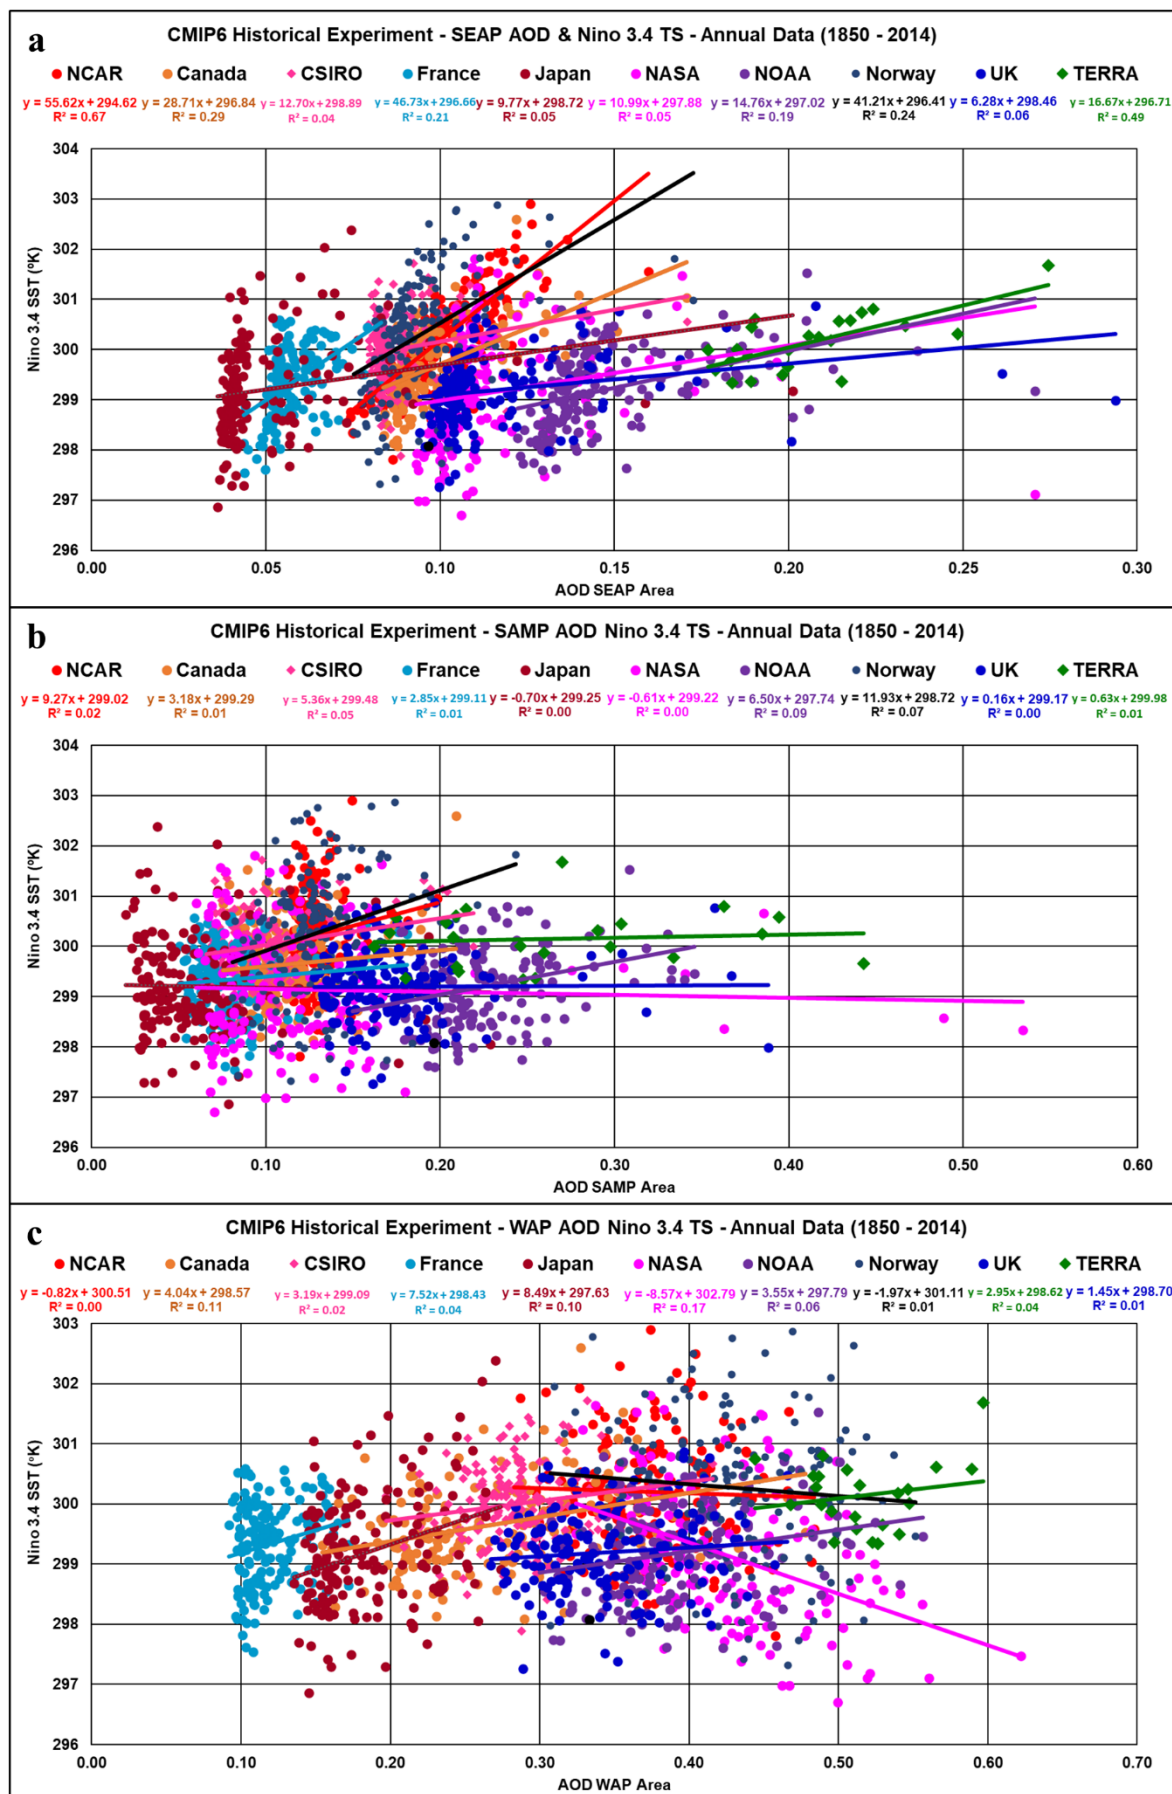 a
CMIP6 Historical Experiment - SEAP AOD & Nino 3.4 TS - Annual Data (1850 - 2014)
NCAR Canada CSIRO France Japan NASA NOAA Norway UK TERRA
y = 55.62x + 294.62 y = 28.71x + 296.84 y = 12.70x + 298.89 y = 46.73x + 296.66 y = 9.77x + 298.72 y = 10.99x + 297.88 y = 14.76x + 297.02 y = 41.21x + 296.41 y = 6.28x + 298.46 y = 16.67x + 296.71
R² = 0.67 R² = 0.29 R² = 0.04 R² = 0.21 R² = 0.05 R² = 0.05 R² = 0.19 R² = 0.24 R² = 0.06 R² = 0.49
304
303
302
301
300
299
298
297
296
Nino 3.4 SST (ºK)
0.00 0.05 0.10 0.15 0.20 0.25 0.30
AOD SEAP Area
b
CMIP6 Historical Experiment - SAMP AOD Nino 3.4 TS - Annual Data (1850 - 2014)
NCAR Canada CSIRO France Japan NASA NOAA Norway UK TERRA
y = 9.27x + 299.02 y = 3.18x + 299.29 y = 5.36x + 299.48 y = 2.85x + 299.11 y = -0.70x + 299.25 y = -0.61x + 299.22 y = 6.50x + 297.74 y = 11.93x + 298.72 y = 0.16x + 299.17 y = 0.63x + 299.98
R² = 0.02 R² = 0.01 R² = 0.05 R² = 0.01 R² = 0.00 R² = 0.00 R² = 0.09 R² = 0.07 R² = 0.00 R² = 0.01
304
303
302
301
300
299
298
297
296
Nino 3.4 SST (ºK)
0.00 0.10 0.20 0.30 0.40 0.50 0.60
AOD SAMP Area
c
CMIP6 Historical Experiment - WAP AOD Nino 3.4 TS - Annual Data (1850 - 2014)
NCAR Canada CSIRO France Japan NASA NOAA Norway UK TERRA
y = -0.82x + 300.51 y = 4.04x + 298.57 y = 3.19x + 299.09 y = 7.52x + 298.43 y = 8.49x + 297.63 y = -8.57x + 302.79 y = 3.55x + 297.79 y = -1.97x + 301.11 y = 2.95x + 298.62 y = 1.45x + 298.70
R² = 0.00 R² = 0.11 R² = 0.02 R² = 0.04 R² = 0.10 R² = 0.17 R² = 0.06 R² = 0.01 R² = 0.04 R² = 0.01
303
302
301
300
299
298
297
296
Nino 3.4 SST (ºK)
0.00 0.10 0.20 0.30 0.40 0.50 0.60 0.70
AOD WAP Area